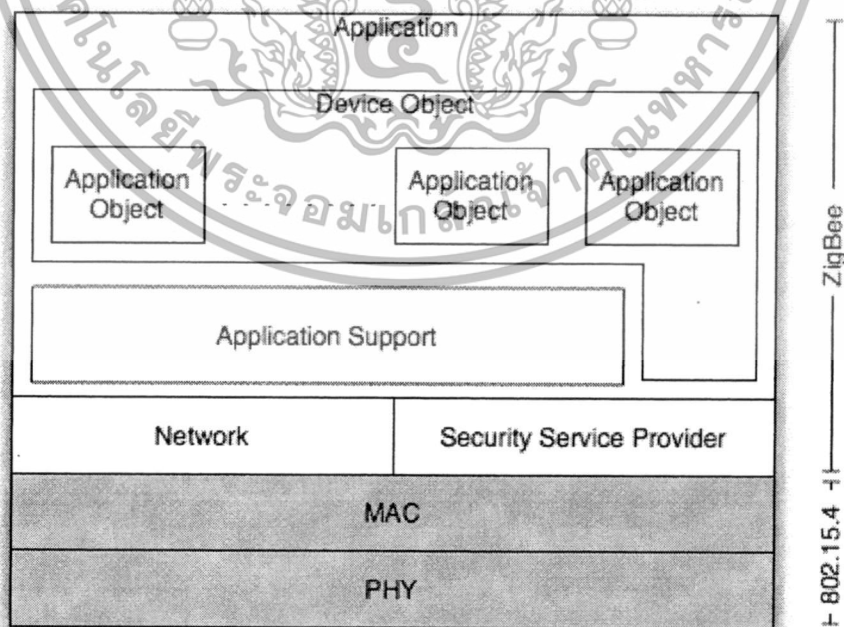 Application
Device Object
Application
Object
Application
Object
Application
Object
Application Support
Network
Security Service Provider
MAC
PHY
ZigBee
802.15.4